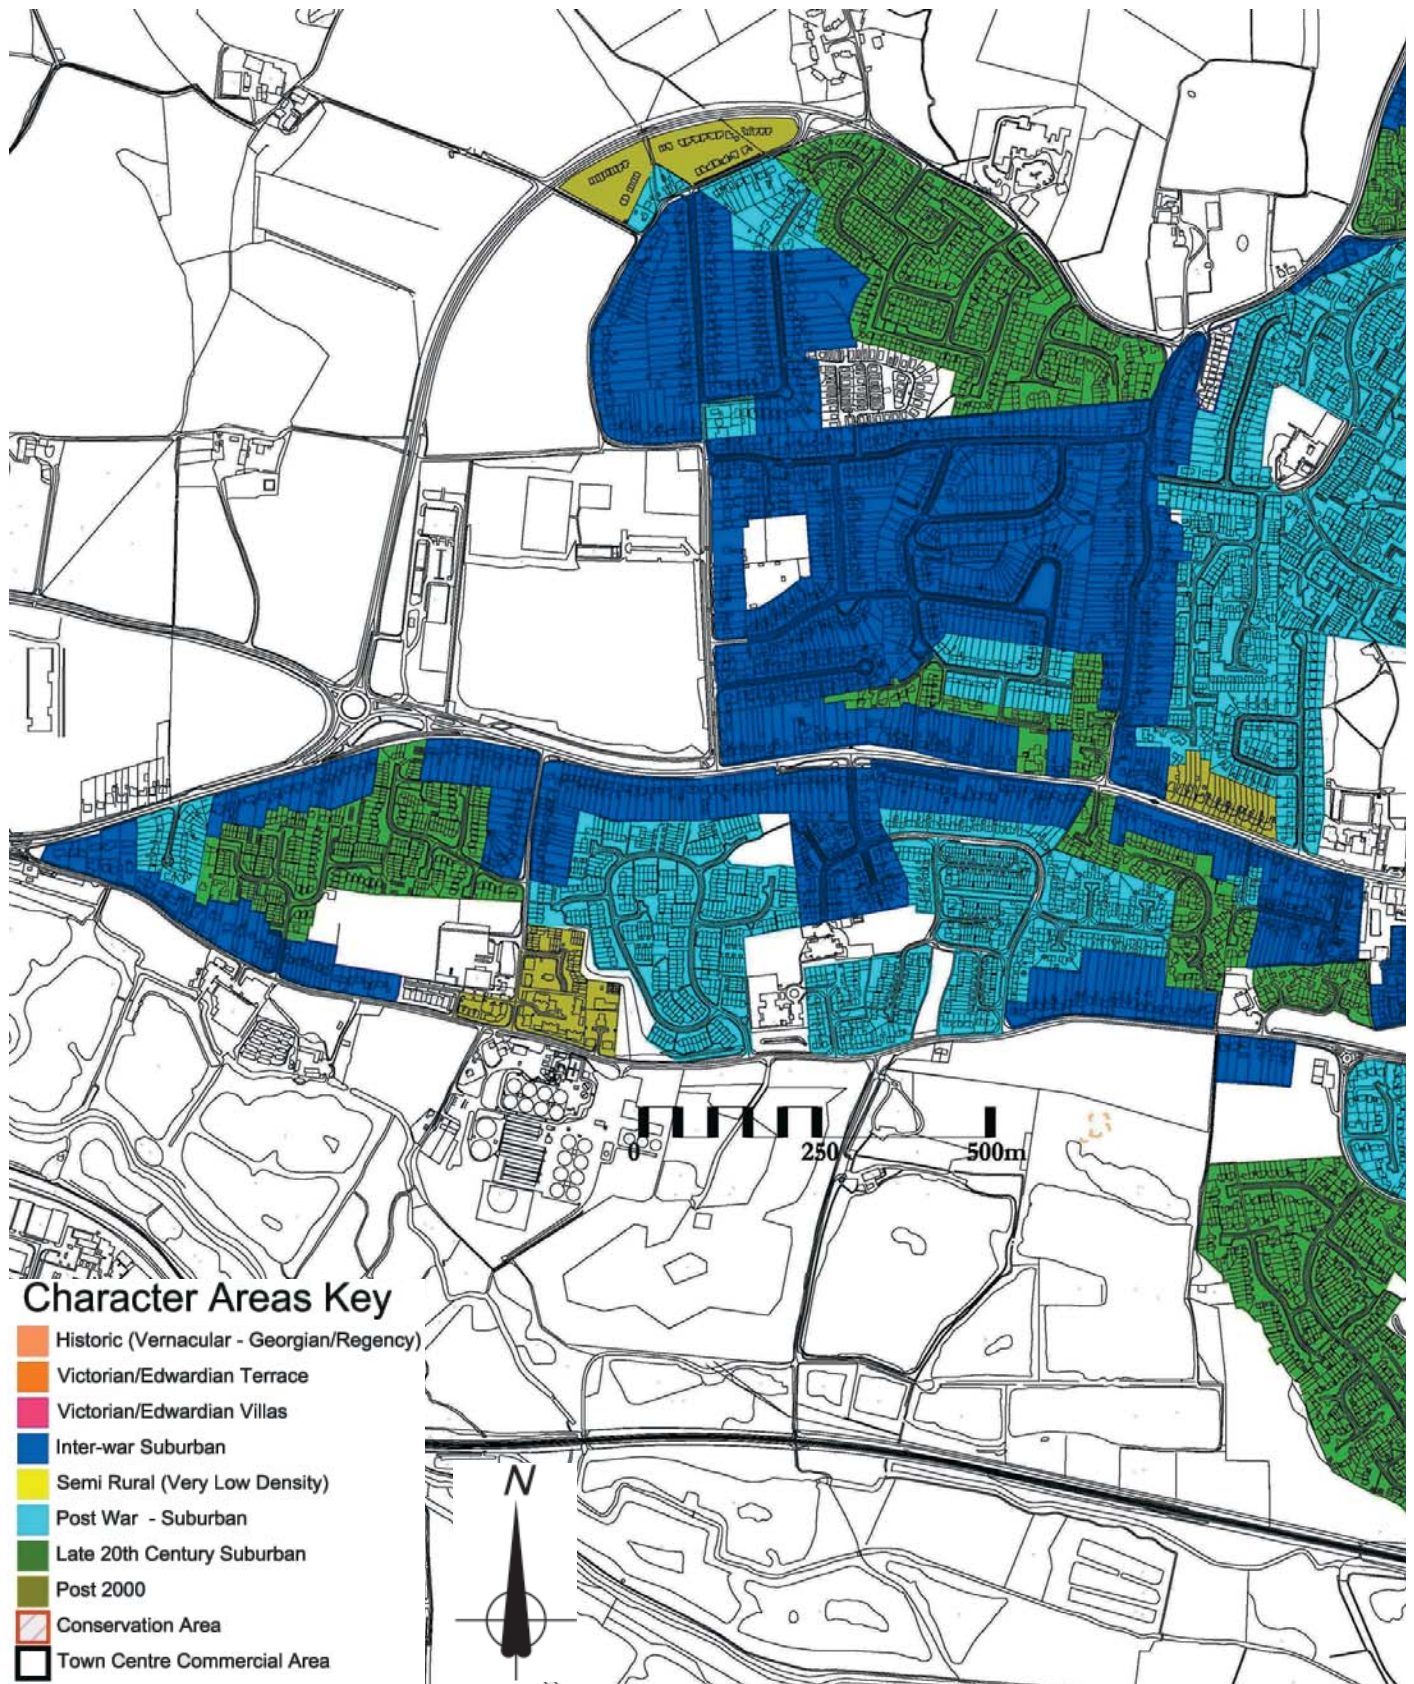 0 250 500m
Character Areas Key
Historic (Vernacular - Georgian/Regency)
Victorian/Edwardian Terrace
Victorian/Edwardian Villas
Inter-war Suburban
Semi Rural (Very Low Density)
Post War - Suburban
Late 20th Century Suburban
Post 2000
Conservation Area
Town Centre Commercial Area
N